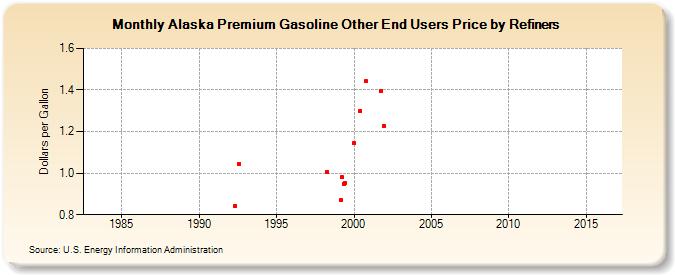 Monthly Alaska Premium Gasoline Other End Users Price by Refiners
Dollars per Gallon
1.6
1.4
1.2
1.0
0.8
1985 1990 1995 2000 2005 2010 2015
Source: U.S. Energy Information Administration